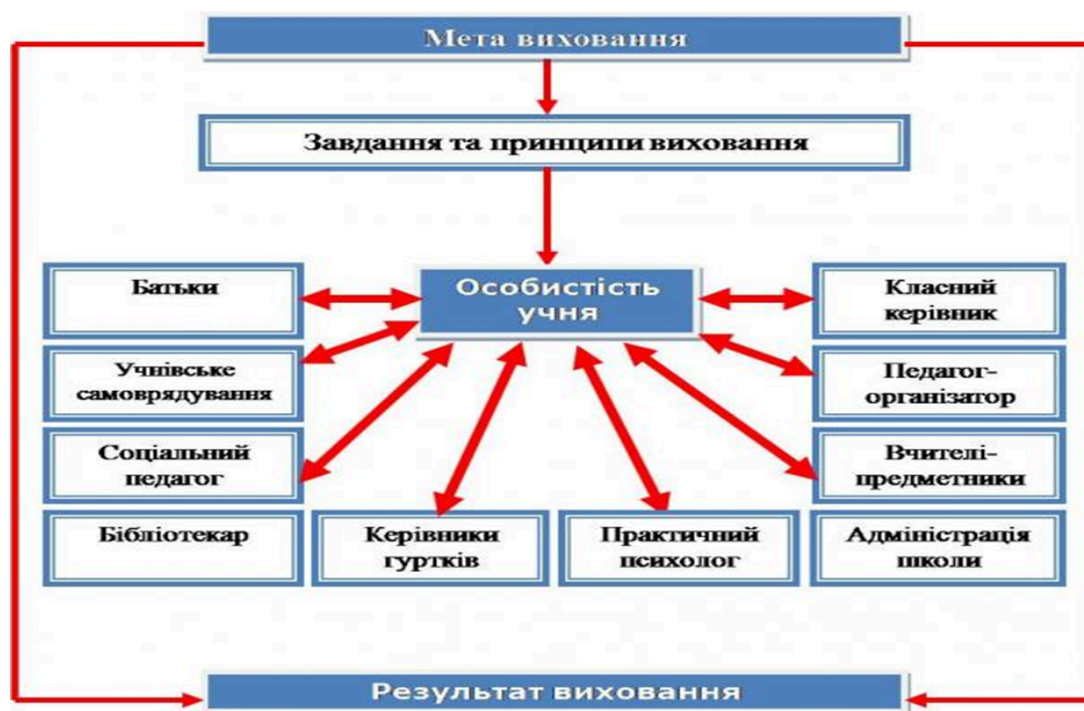 Мета виховання
Завдання та принципи виховання
Батьки
Особистість
учня
Класний
керівник
Учнівське
самоврядування
Педагог-
організатор
Соціальний
педагог
Вчителі-
предметники
Бібліотекар
Керівники
гуртків
Практичний
психолог
Адміністрація
школи
Результат виховання